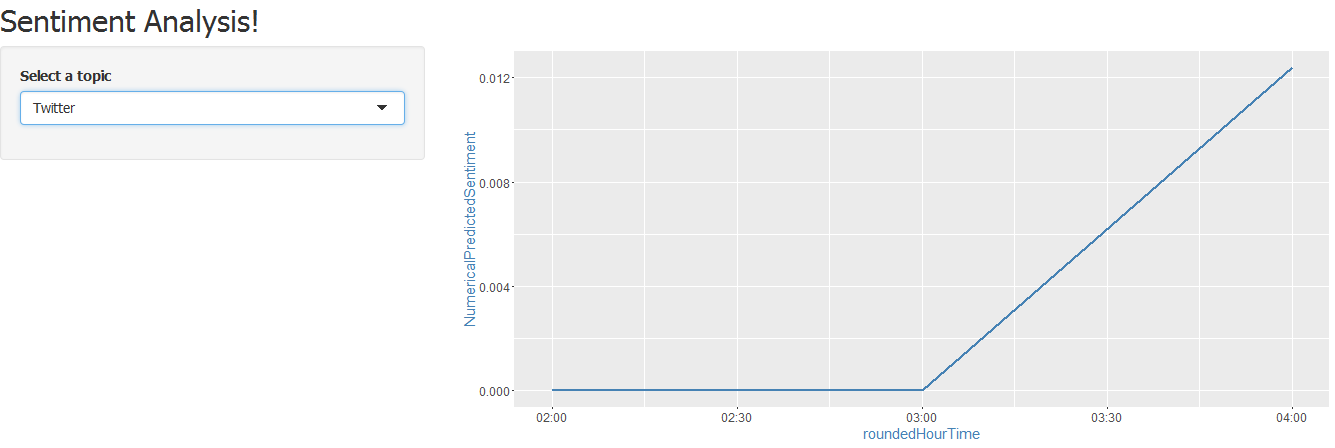 Sentiment Analysis!
Select a topic
Twitter
NumericalPredictedSentiment
0.012
0.008
0.004
0.000
02:00 02:30 03:00 03:30 04:00
roundedHourTime